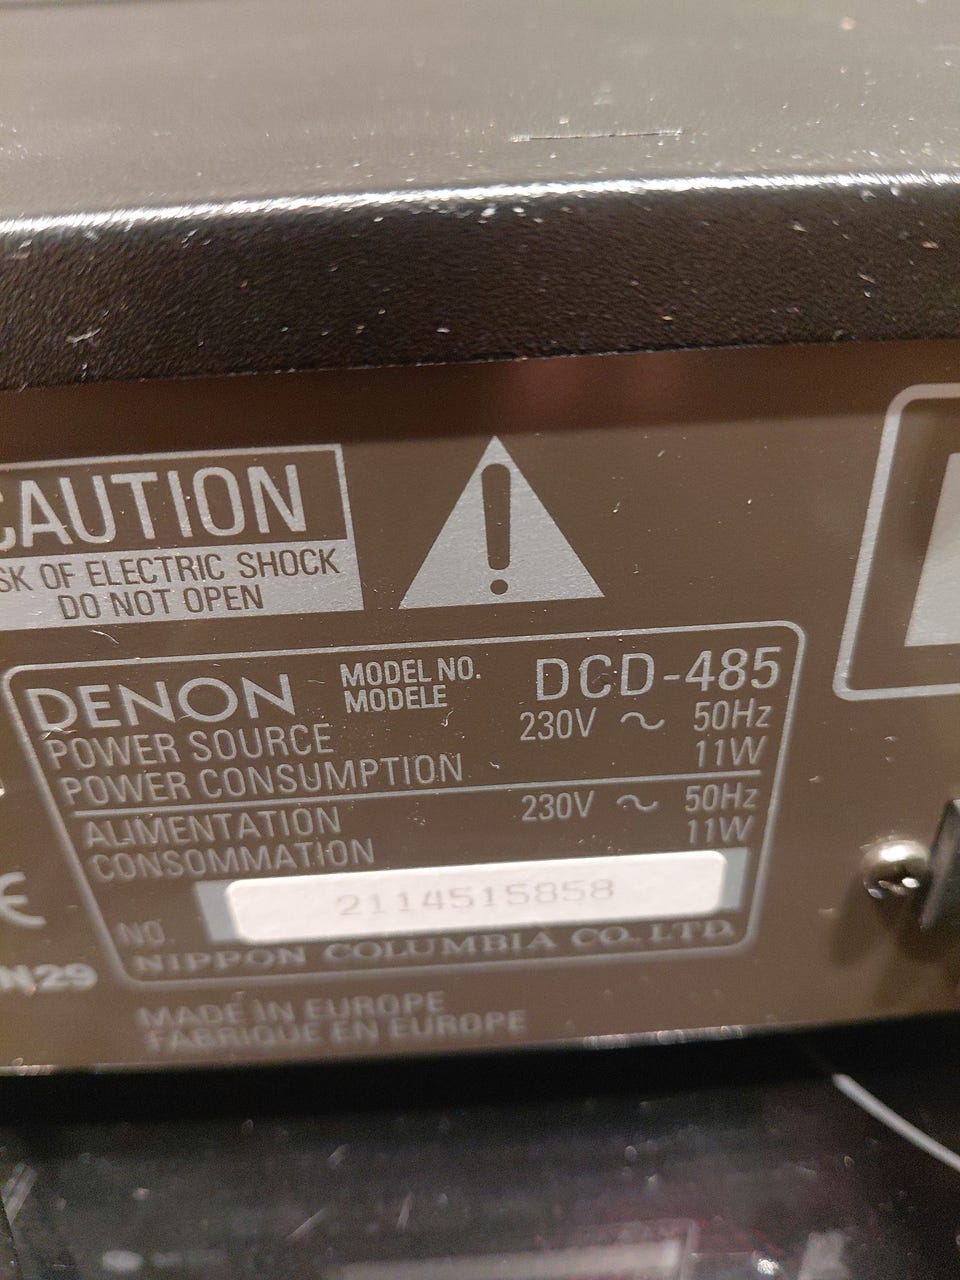 CAUTION
SK OF ELECTRIC SHOCK
DO NOT OPEN
DENON MODEL NO. DCD-485
MODELE
POWER SOURCE 230V ~ 50Hz
POWER CONSUMPTION 11W
ALIMENTATION 230V ~ 50Hz
CONSOMMATION 11W
NO. 2114515858
NIPPON COLUMBIA CO. LTD.
N29
MADE IN EUROPE
FABRIQUE EN EUROPE